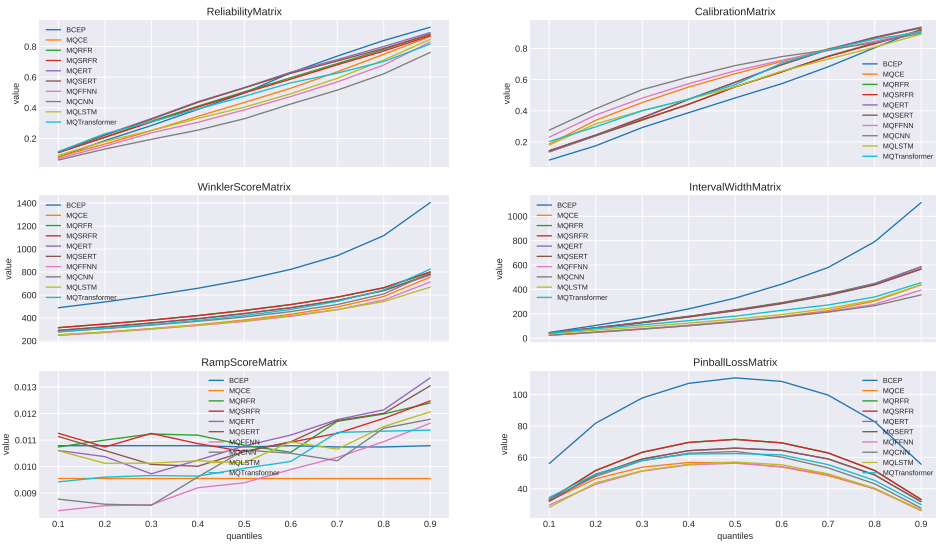 ReliabilityMatrix
value
0.8
0.6
0.4
0.2
BCEP
MQCE
MQRFR
MQSRFR
MQERT
MQSERT
MQFFNN
MQCNN
MQLSTM
MQTransformer
CalibrationMatrix
value
0.8
0.6
0.4
0.2
BCEP
MQCE
MQRFR
MQSRFR
MQERT
MQSERT
MQFFNN
MQCNN
MQLSTM
MQTransformer
WinklerScoreMatrix
value
1400
1200
1000
800
600
400
200
BCEP
MQCE
MQRFR
MQSRFR
MQERT
MQSERT
MQFFNN
MQCNN
MQLSTM
MQTransformer
IntervalWidthMatrix
value
1000
800
600
400
200
0
BCEP
MQCE
MQRFR
MQSRFR
MQERT
MQSERT
MQFFNN
MQCNN
MQLSTM
MQTransformer
RampScoreMatrix
value
0.013
0.012
0.011
0.010
0.009
BCEP
MQCE
MQRFR
MQSRFR
MQERT
MQSERT
MQFFNN
MQCNN
MQLSTM
MQTransformer
0.1 0.2 0.3 0.4 0.5 0.6 0.7 0.8 0.9
quantiles
PinballLossMatrix
value
100
80
60
40
BCEP
MQCE
MQRFR
MQSRFR
MQERT
MQSERT
MQFFNN
MQCNN
MQLSTM
MQTransformer
0.1 0.2 0.3 0.4 0.5 0.6 0.7 0.8 0.9
quantiles